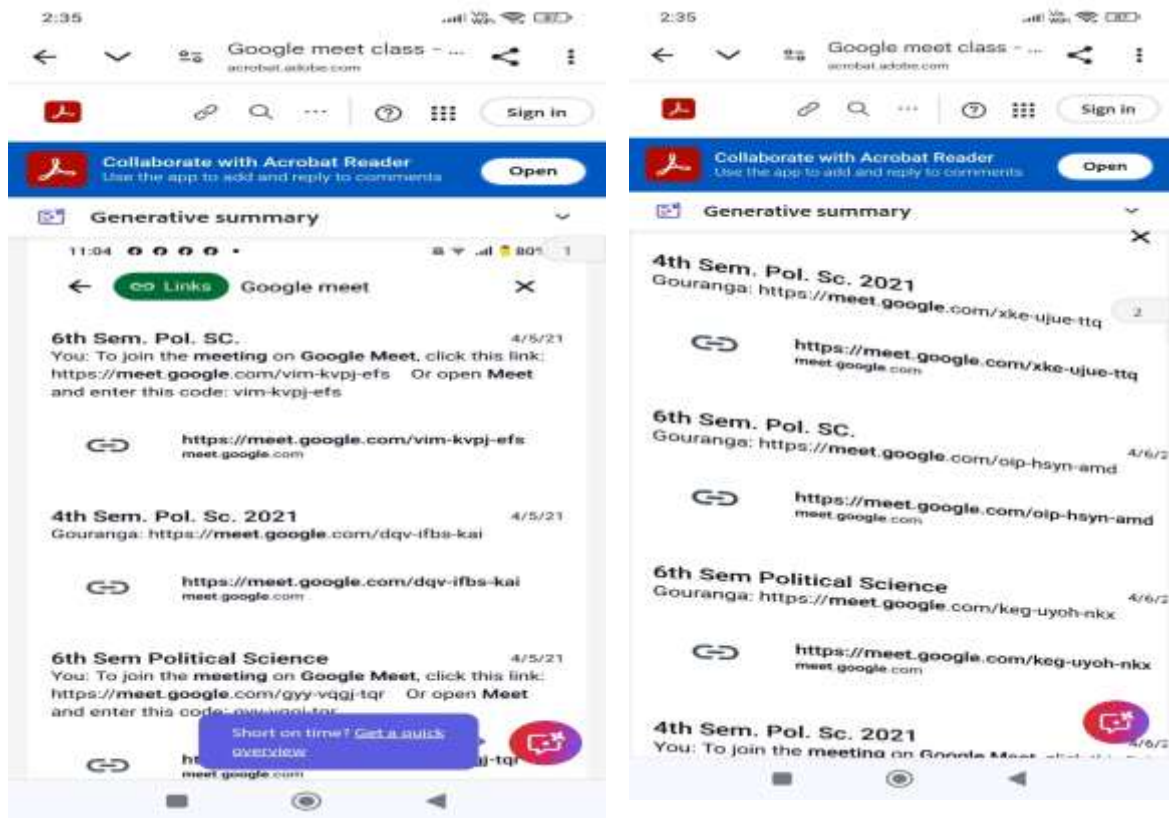 2:35
Google meet class - ...
acrobat.adobe.com
Sign in
Collaborate with Acrobat Reader
Use the app to add and reply to comments
Open
Generative summary
11:04
1
Links Google meet
6th Sem. Pol. SC. 4/5/21
You: To join the meeting on Google Meet, click this link:
https://meet.google.com/vim-kvpj-efs Or open Meet
and enter this code: vim-kvpj-efs
https://meet.google.com/vim-kvpj-efs
meet.google.com
4th Sem. Pol. Sc. 2021 4/5/21
Gouranga: https://meet.google.com/dqv-ifbs-kai
https://meet.google.com/dqv-ifbs-kai
meet.google.com
6th Sem Political Science 4/5/21
You: To join the meeting on Google Meet, click this link:
https://meet.google.com/gyy-vqgj-tqr Or open Meet
and enter this code:
Short on time? Get a quick
overview
meet.google.com
2:35
Google meet class - ...
acrobat.adobe.com
Sign in
Collaborate with Acrobat Reader
Use the app to add and reply to comments
Open
Generative summary
4th Sem. Pol. Sc. 2021
Gouranga: https://meet.google.com/xke-ujue-ttq
2
https://meet.google.com/xke-ujue-ttq
meet.google.com
6th Sem. Pol. SC. 4/6/2
Gouranga: https://meet.google.com/oip-hsyn-amd
https://meet.google.com/oip-hsyn-amd
meet.google.com
6th Sem Political Science 4/6/2
Gouranga: https://meet.google.com/keg-uyoh-nkx
https://meet.google.com/keg-uyoh-nkx
meet.google.com
4th Sem. Pol. Sc. 2021 4/6/2
You: To join the meeting on Google Meet